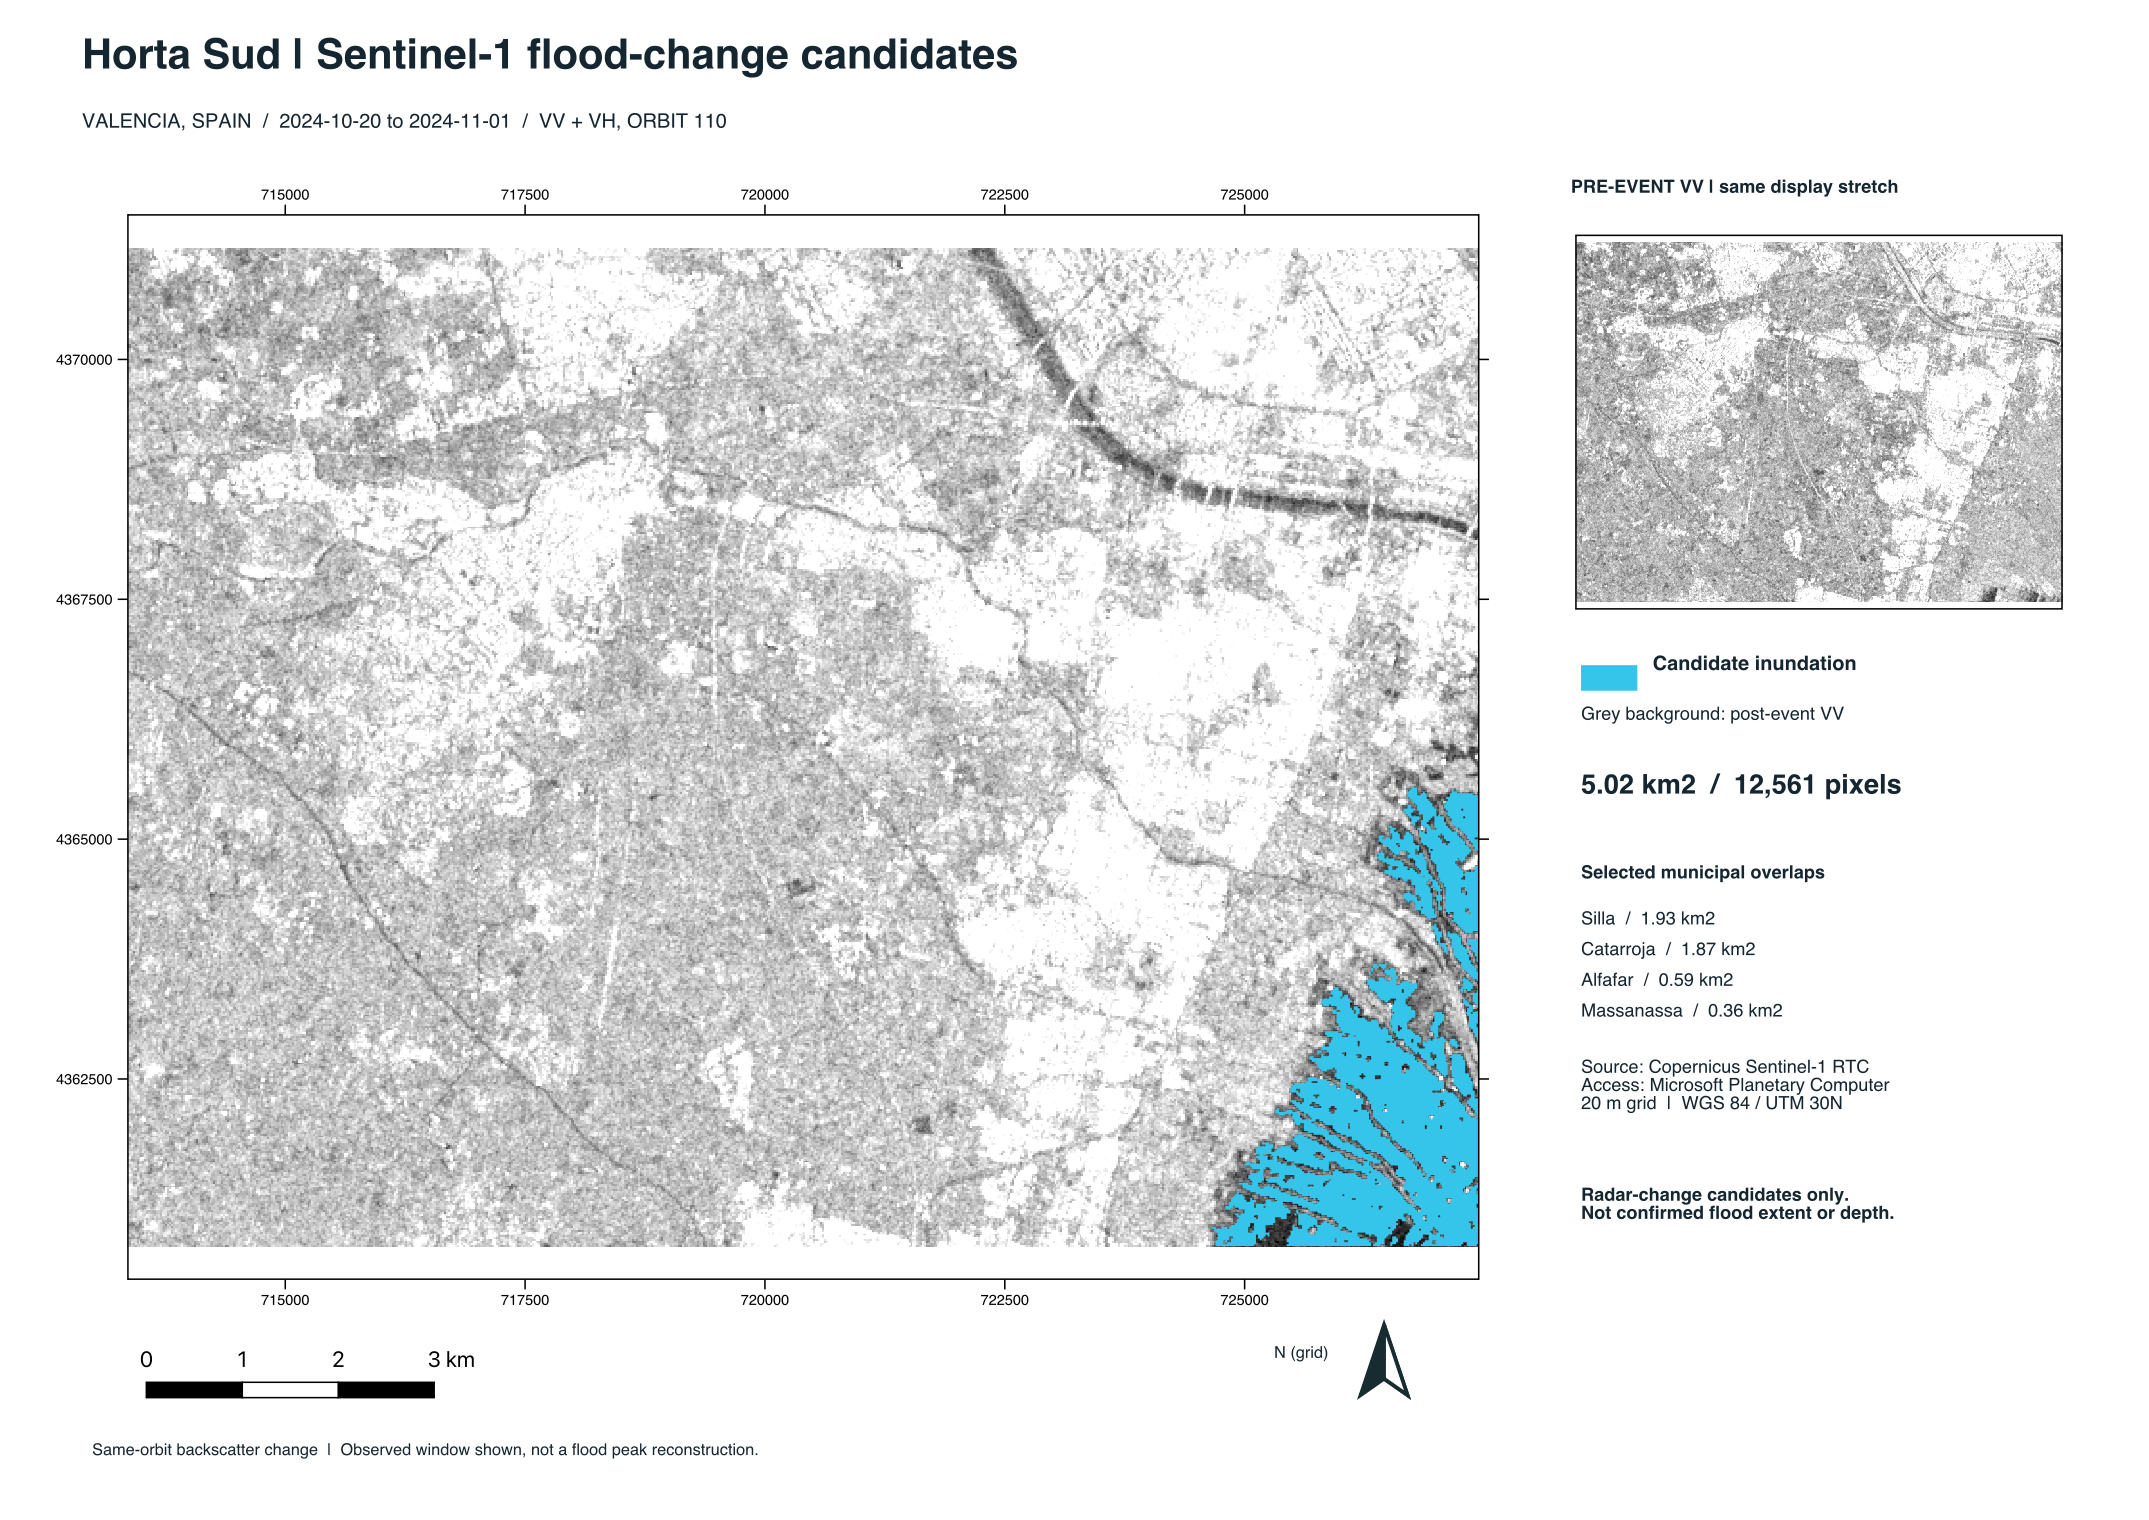 Horta Sud | Sentinel-1 flood-change candidates
VALENCIA, SPAIN / 2024-10-20 to 2024-11-01 / VV + VH, ORBIT 110
715000 717500 720000 722500 725000
4370000
4367500
4365000
4362500
715000 717500 720000 722500 725000
0 1 2 3 km
N (grid)
Same-orbit backscatter change | Observed window shown, not a flood peak reconstruction.
PRE-EVENT VV | same display stretch
Candidate inundation
Grey background: post-event VV
5.02 km2 / 12,561 pixels
Selected municipal overlaps
Silla / 1.93 km2
Catarroja / 1.87 km2
Alfafar / 0.59 km2
Massanassa / 0.36 km2
Source: Copernicus Sentinel-1 RTC
Access: Microsoft Planetary Computer
20 m grid | WGS 84 / UTM 30N
Radar-change candidates only.
Not confirmed flood extent or depth.